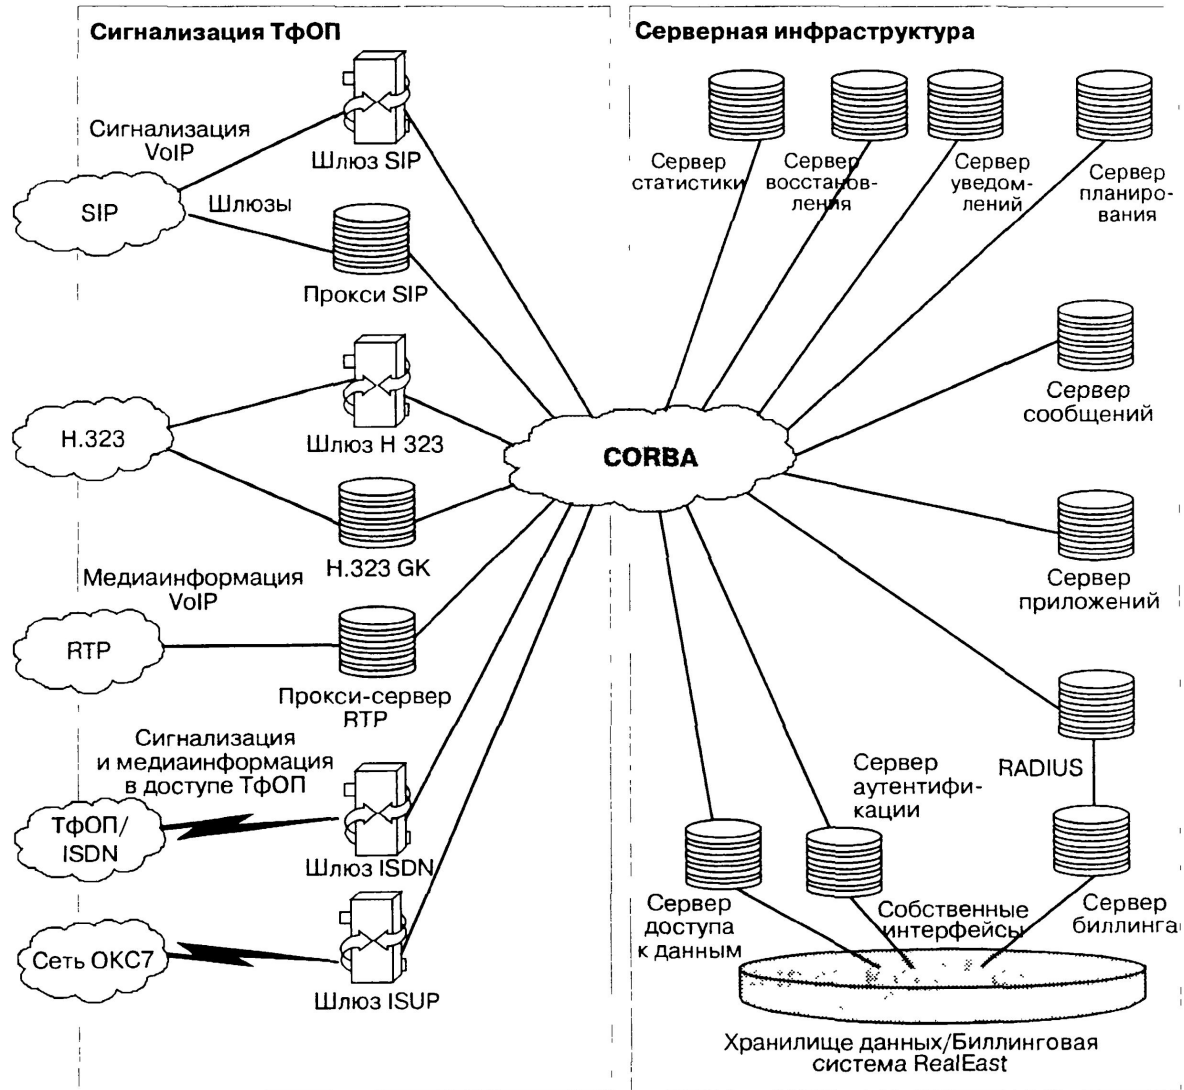 Сигнализация ТфОП
Сигнализация
VoIP
Шлюз SIP
SIP
Шлюзы
Прокси SIP
H.323
Шлюз H 323
H.323 GK
Медиаинформация
VoIP
RTP
Прокси-сервер
RTP
Сигнализация
и медиаинформация
в доступе ТфОП
ТфОП/
ISDN
Шлюз ISDN
Сеть ОКС7
Шлюз ISUP
CORBA
Серверная инфраструктура
Сервер
статистики
Сервер
восстанов-
ления
Сервер
уведом-
лений
Сервер
планиро-
вания
Сервер
сообщений
Сервер
приложений
RADIUS
Сервер
аутентифи-
кации
Сервер
доступа
к данным
Собственные
интерфейсы
Сервер
биллинга
Хранилище данных/Биллинговая
система RealEast